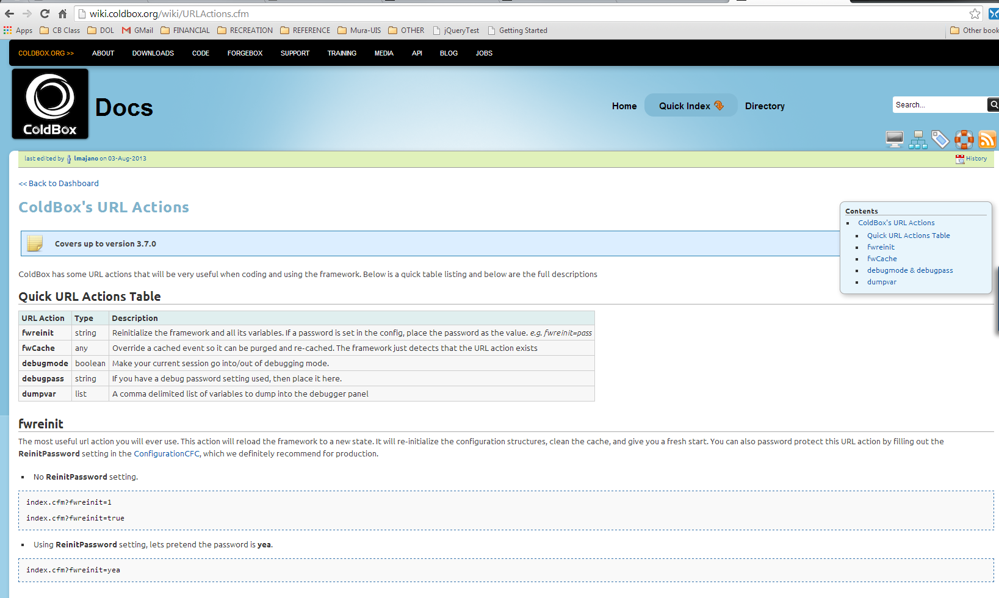 wiki.coldbox.org/wiki/URLActions.cfm
Apps CB Class DOL GMail FINANCIAL RECREATION REFERENCE Mura-UIS OTHER jQueryTest Getting Started Other book
COLDBOX.ORG >> ABOUT DOWNLOADS CODE FORGEBOX SUPPORT TRAINING MEDIA API BLOG JOBS
ColdBox
Docs
Home Quick Index Directory
Search...
last edited by lmajano on 03-Aug-2013
History
<< Back to Dashboard
ColdBox's URL Actions
Covers up to version 3.7.0
Contents
ColdBox's URL Actions
Quick URL Actions Table
fwreinit
fwCache
debugmode & debugpass
dumpvar
ColdBox has some URL actions that will be very useful when coding and using the framework. Below is a quick table listing and below are the full descriptions
Quick URL Actions Table
URL Action Type Description
fwreinit string Reinitialize the framework and all its variables. If a password is set in the config, place the password as the value. e.g. fwreinit=pass
fwCache any Override a cached event so it can be purged and re-cached. The framework just detects that the URL action exists
debugmode boolean Make your current session go into/out of debugging mode.
debugpass string If you have a debug password setting used, then place it here.
dumpvar list A comma delimited list of variables to dump into the debugger panel
fwreinit
The most useful url action you will ever use. This action will reload the framework to a new state. It will re-initialize the configuration structures, clean the cache, and give you a fresh start. You can also password protect this URL action by filling out the
ReinitPassword setting in the ConfigurationCFC, which we definitely recommend for production.
No ReinitPassword setting.
index.cfm?fwreinit=1
index.cfm?fwreinit=true
Using ReinitPassword setting, lets pretend the password is yea.
index.cfm?fwreinit=yea